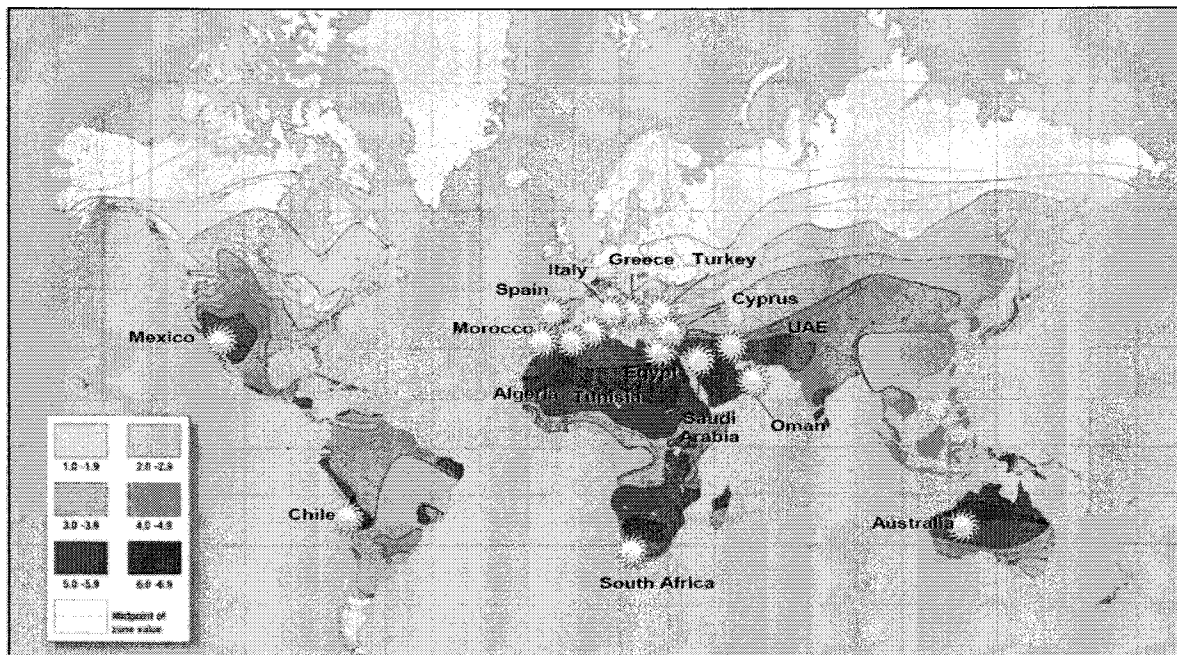 Greece Turkey
Italy
Spain
Cyprus
Morocco
UAE
Mexico
Egypt
Algeria
Tunisia
Saudi
Arabia
Oman
Chile
Australia
South Africa
1.0 -1.9
2.0 -2.9
3.0 -3.9
4.0 -4.9
5.0 -5.9
6.0 -6.9
Midpoint of
zone value